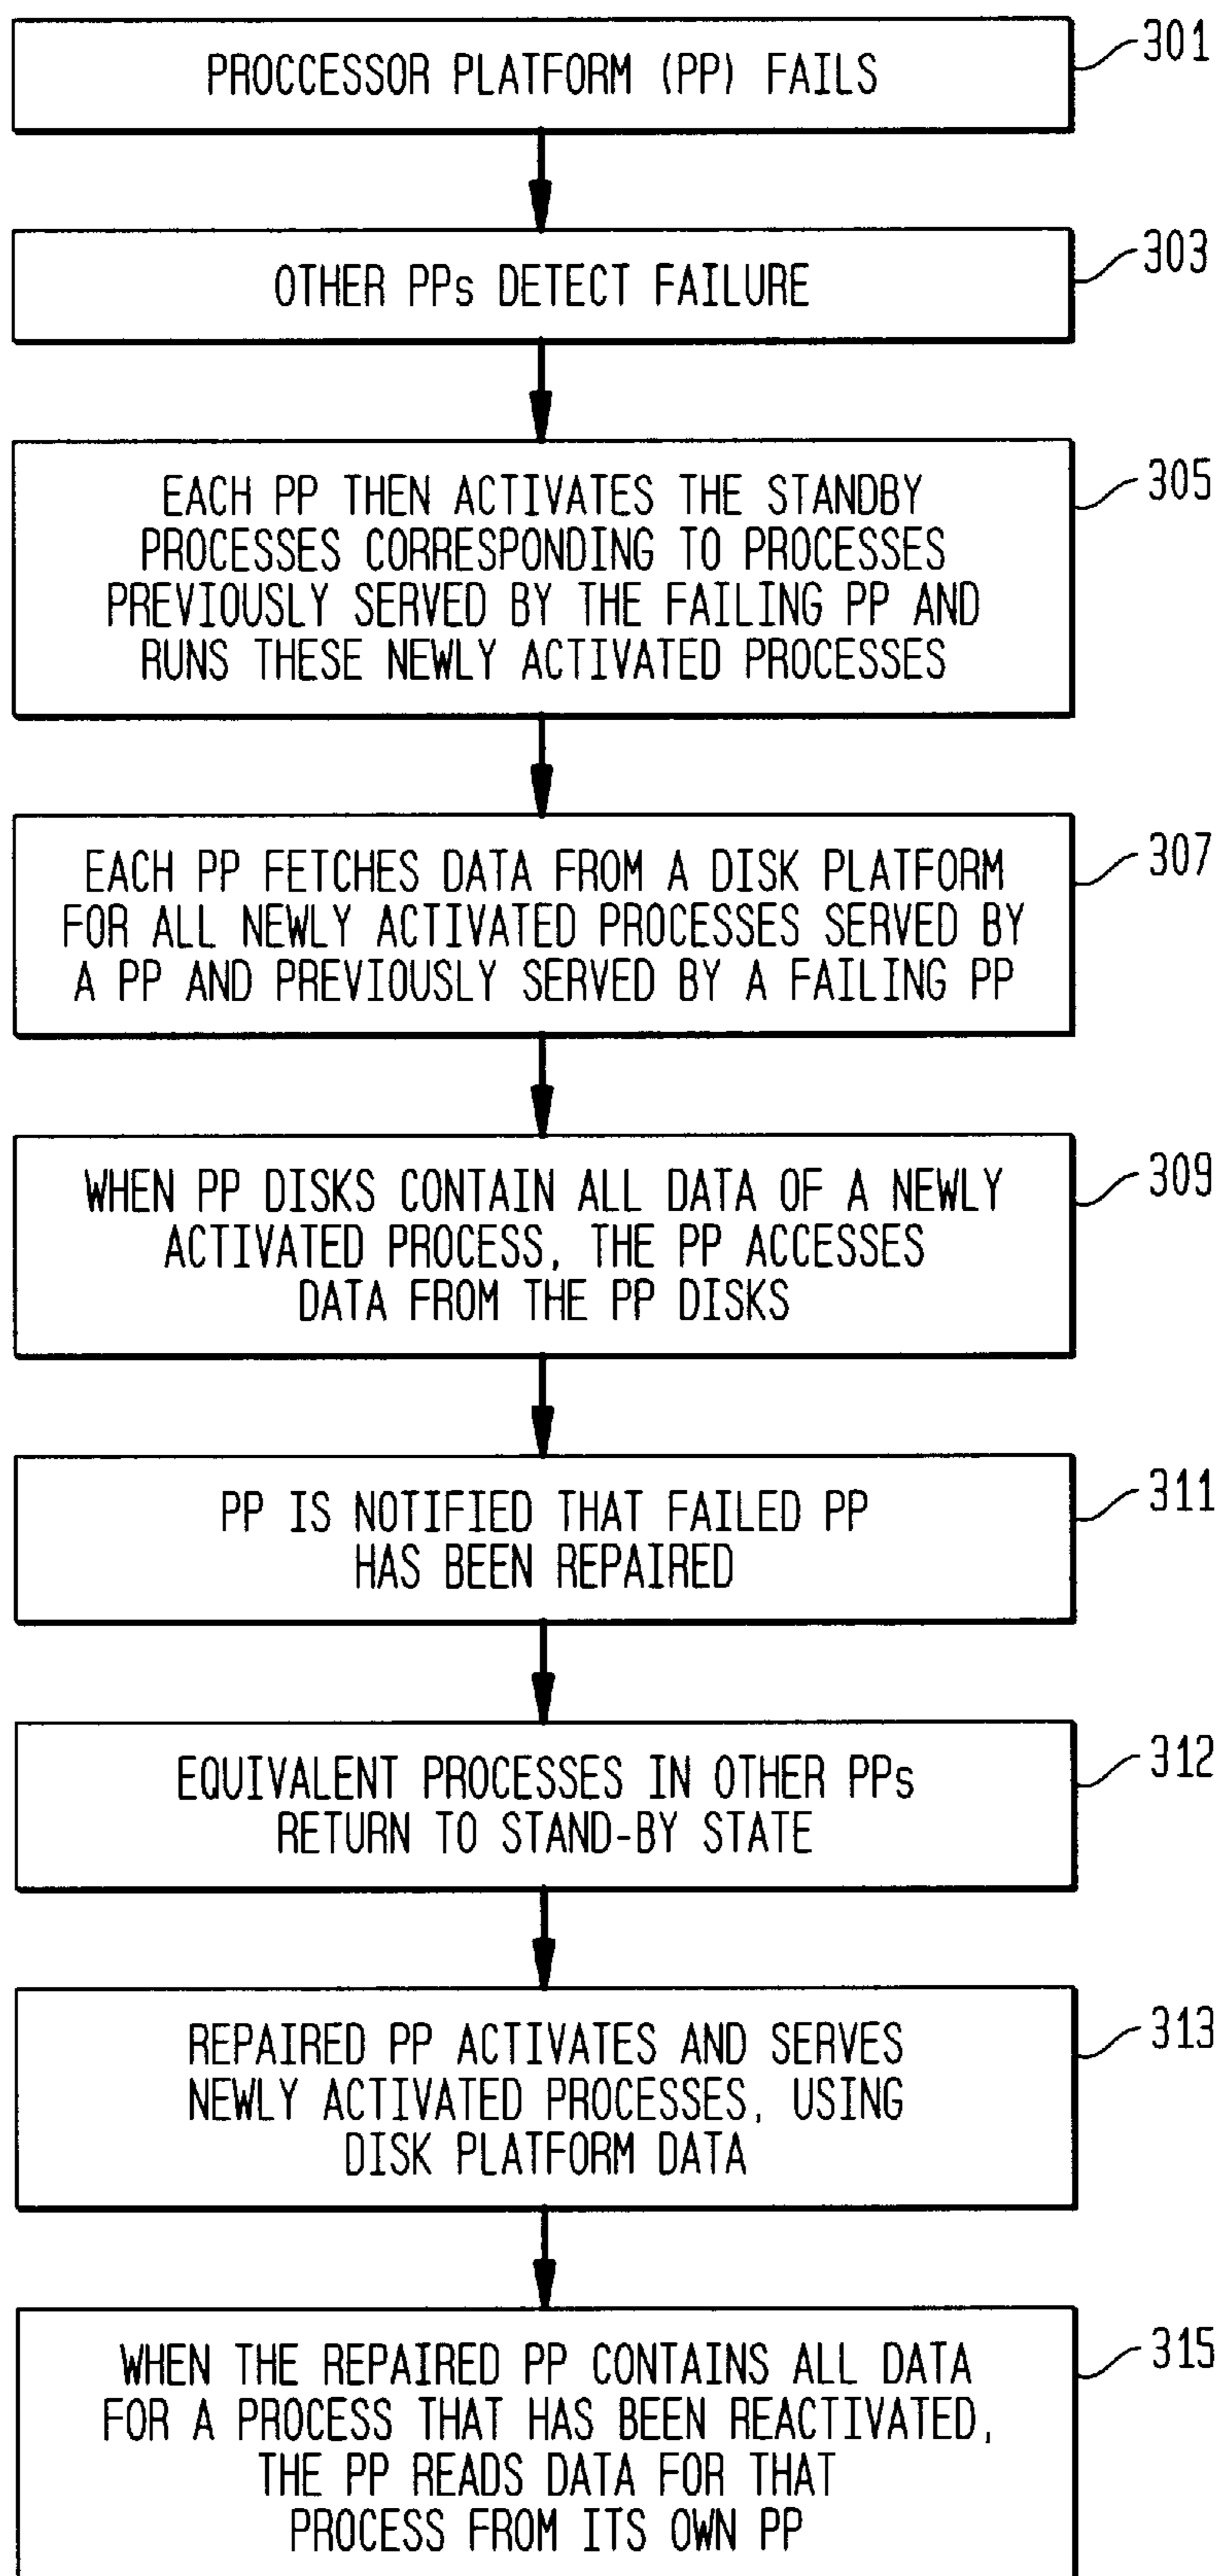 PROCCESSOR PLATFORM (PP) FAILS
301
OTHER PPs DETECT FAILURE
303
EACH PP THEN ACTIVATES THE STANDBY
PROCESSES CORRESPONDING TO PROCESSES
PREVIOUSLY SERVED BY THE FAILING PP AND
RUNS THESE NEWLY ACTIVATED PROCESSES
305
EACH PP FETCHES DATA FROM A DISK PLATFORM
FOR ALL NEWLY ACTIVATED PROCESSES SERVED BY
A PP AND PREVIOUSLY SERVED BY A FAILING PP
307
WHEN PP DISKS CONTAIN ALL DATA OF A NEWLY
ACTIVATED PROCESS, THE PP ACCESSES
DATA FROM THE PP DISKS
309
PP IS NOTIFIED THAT FAILED PP
HAS BEEN REPAIRED
311
EQUIVALENT PROCESSES IN OTHER PPs
RETURN TO STAND-BY STATE
312
REPAIRED PP ACTIVATES AND SERVES
NEWLY ACTIVATED PROCESSES, USING
DISK PLATFORM DATA
313
WHEN THE REPAIRED PP CONTAINS ALL DATA
FOR A PROCESS THAT HAS BEEN REACTIVATED,
THE PP READS DATA FOR THAT
PROCESS FROM ITS OWN PP
315